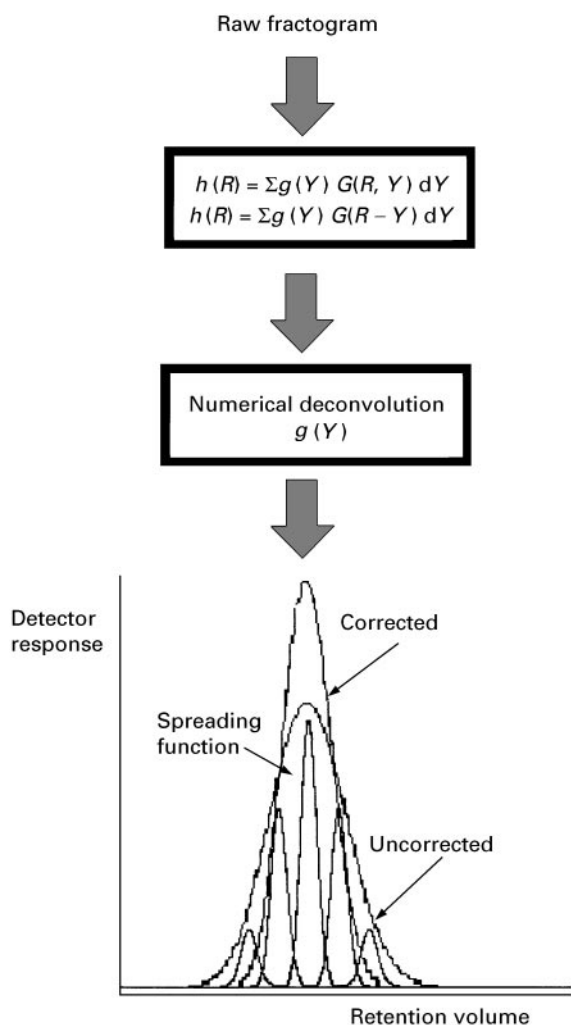 Raw fractogram
h (R) = Σg (Y) G(R, Y) dY
h (R) = Σg (Y) G(R – Y) dY
Numerical deconvolution
g (Y)
Detector
response
Corrected
Spreading
function
Uncorrected
Retention volume